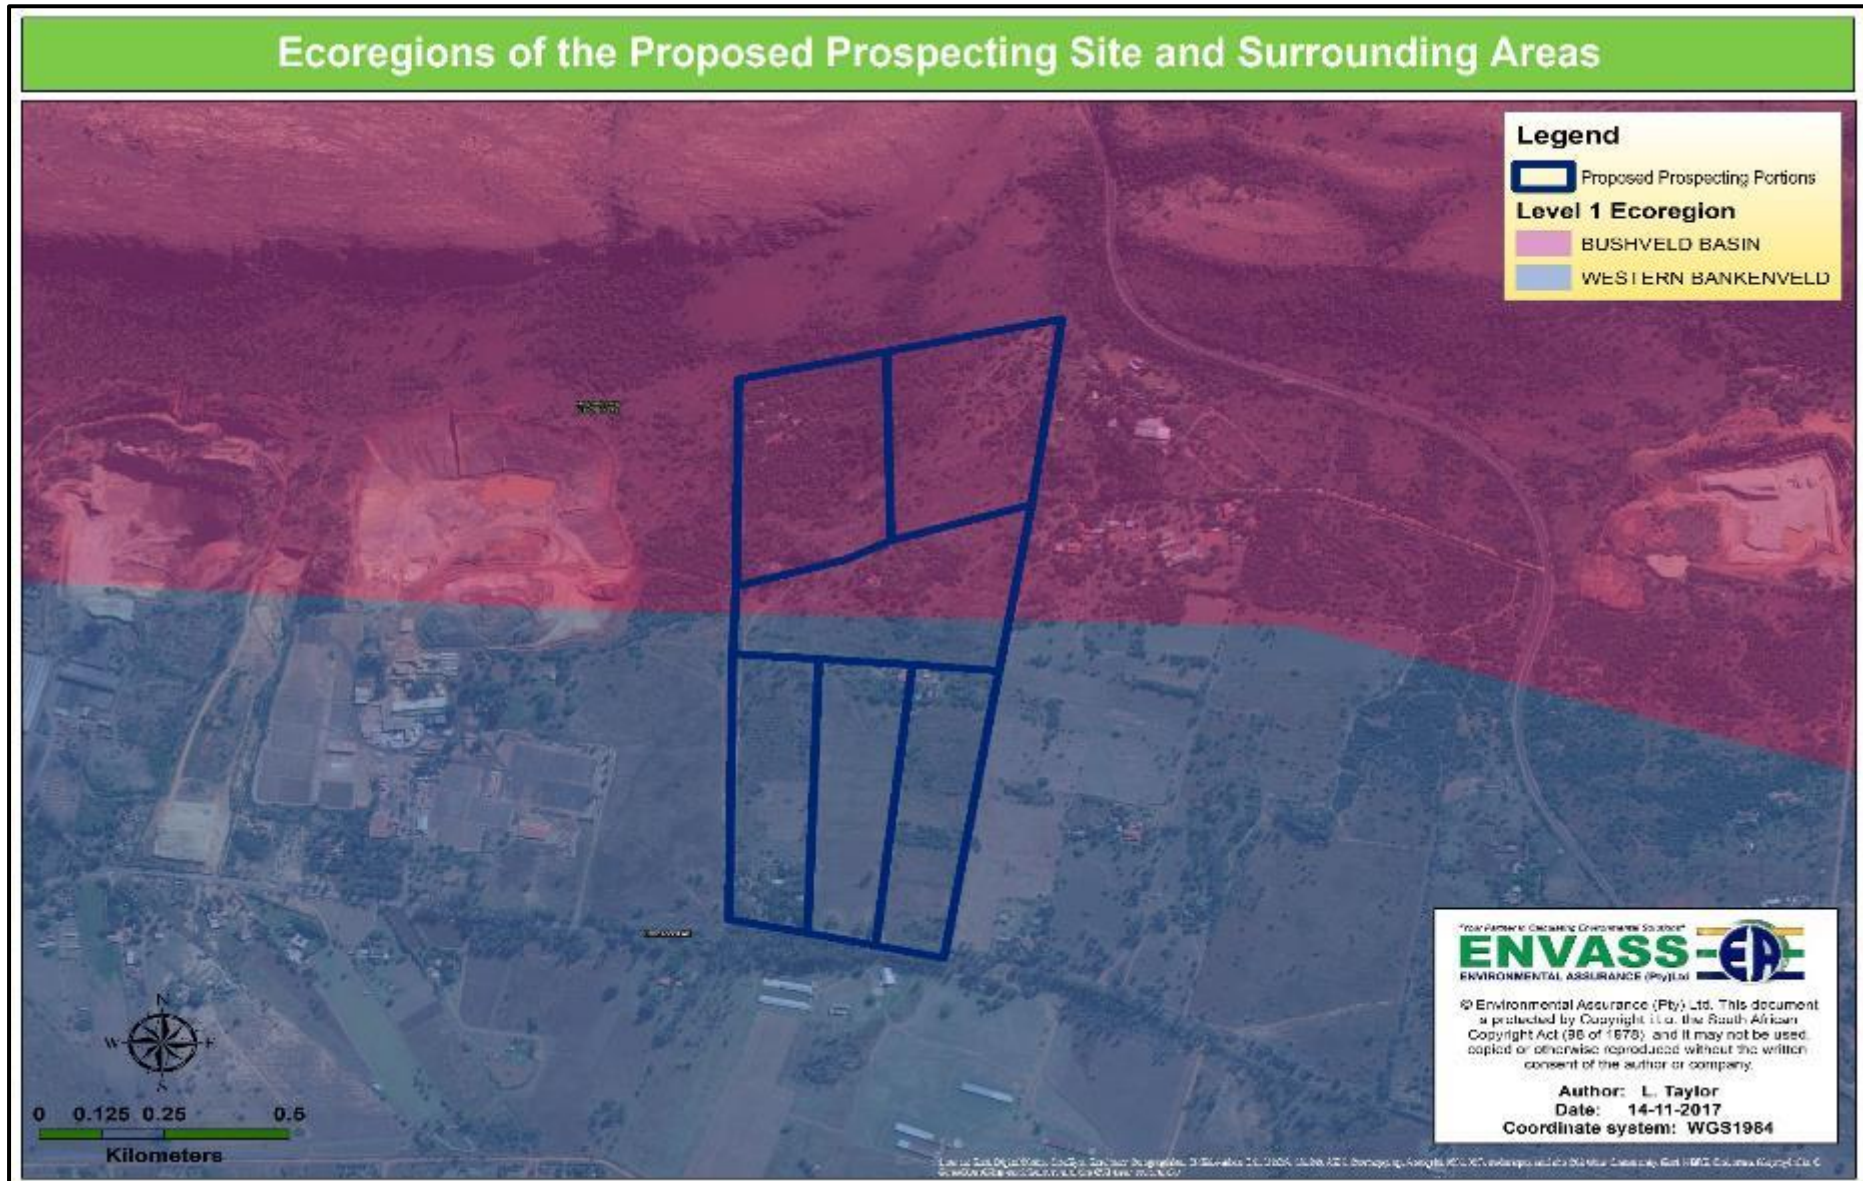 Ecoregions of the Proposed Prospecting Site and Surrounding Areas
Legend
Proposed Prospecting Portions
Level 1 Ecoregion
BUSHVELD BASIN
WESTERN BANKENVELD
N
W E
S
0 0.125 0.25 0.5
Kilometers
ENVASS EA
ENVIRONMENTAL ASSURANCE (Pty)Ltd
© Environmental Assurance (Pty) Ltd. This document
is protected by Copyright i.t.o. the South African
Copyright Act (98 of 1978) and it may not be used,
copied or otherwise reproduced without the written
consent of the author or company.
Author: L. Taylor
Date: 14-11-2017
Coordinate system: WGS1984